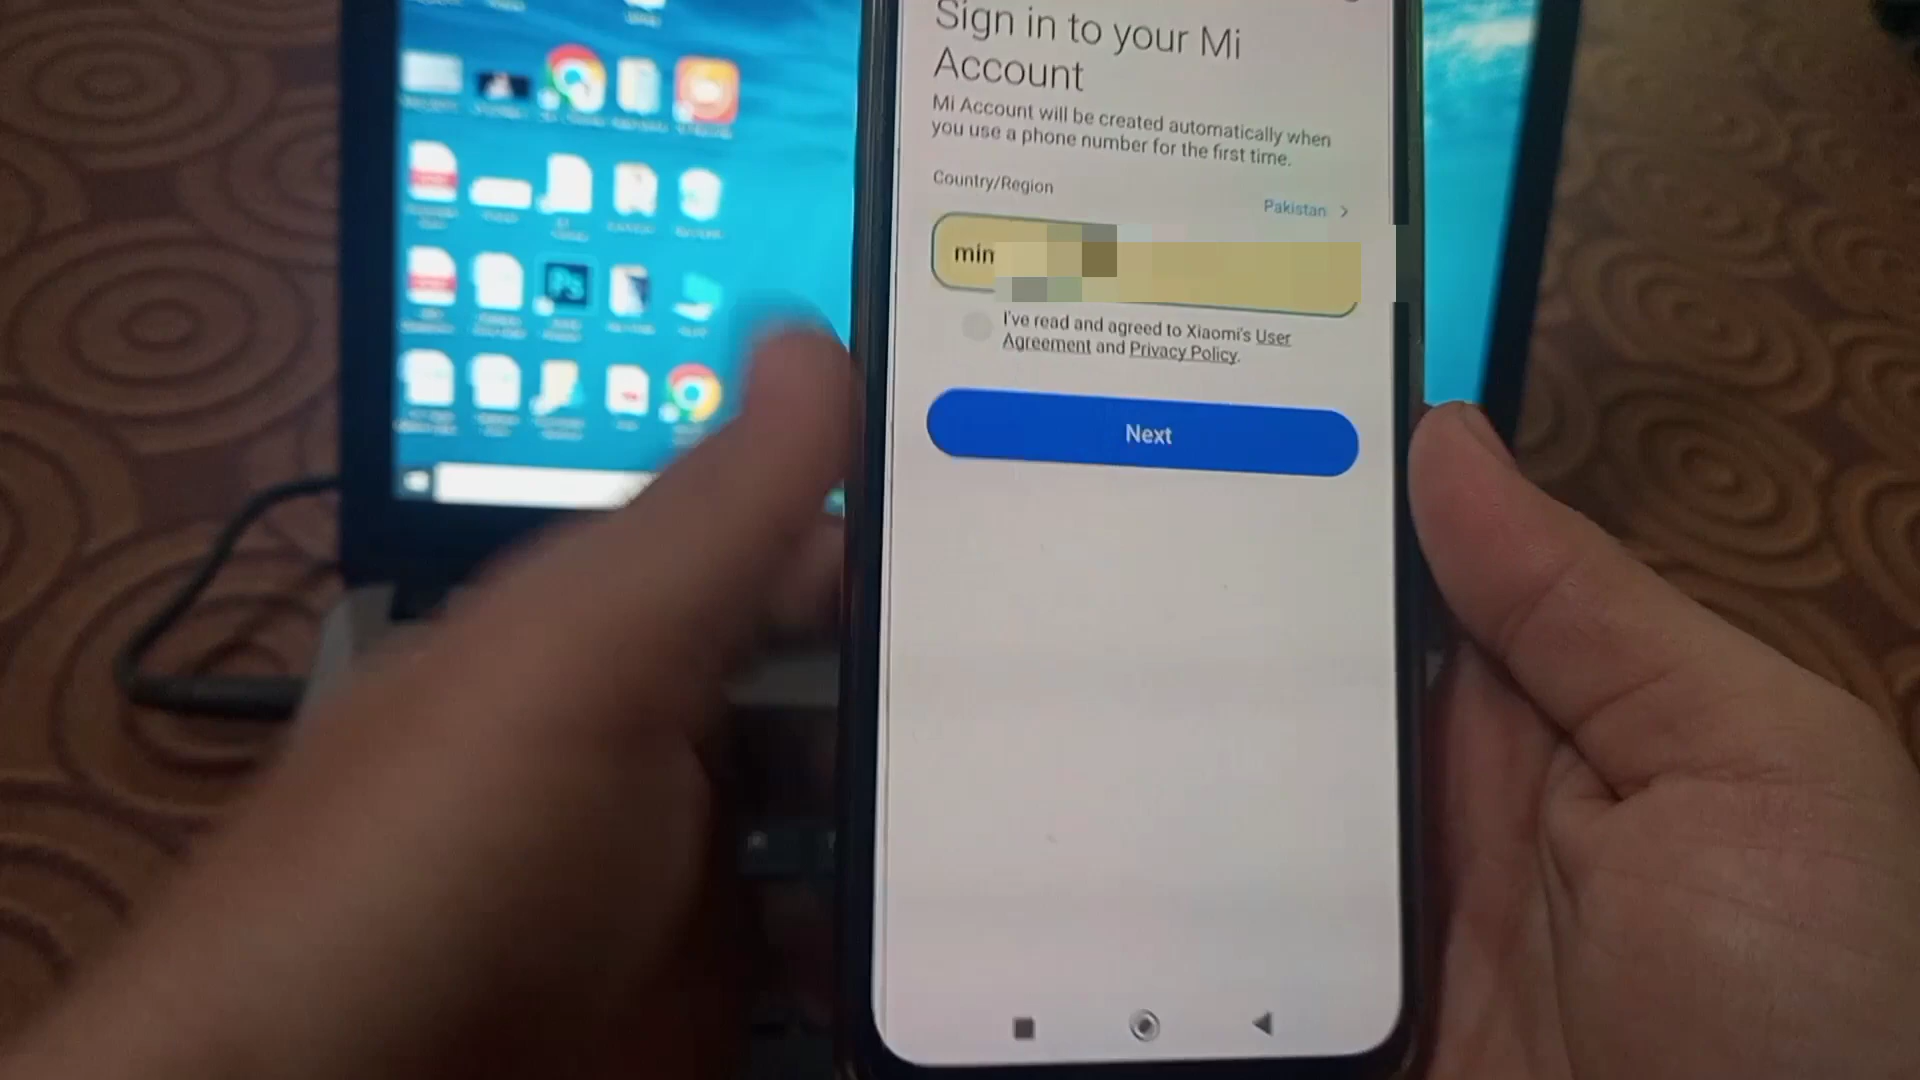 Sign in to your Mi
Account
Mi Account will be created automatically when
you use a phone number for the first time.
Country/Region
Pakistan
min
I've read and agreed to Xiaomi's User
Agreement and Privacy Policy.
Next
Ps